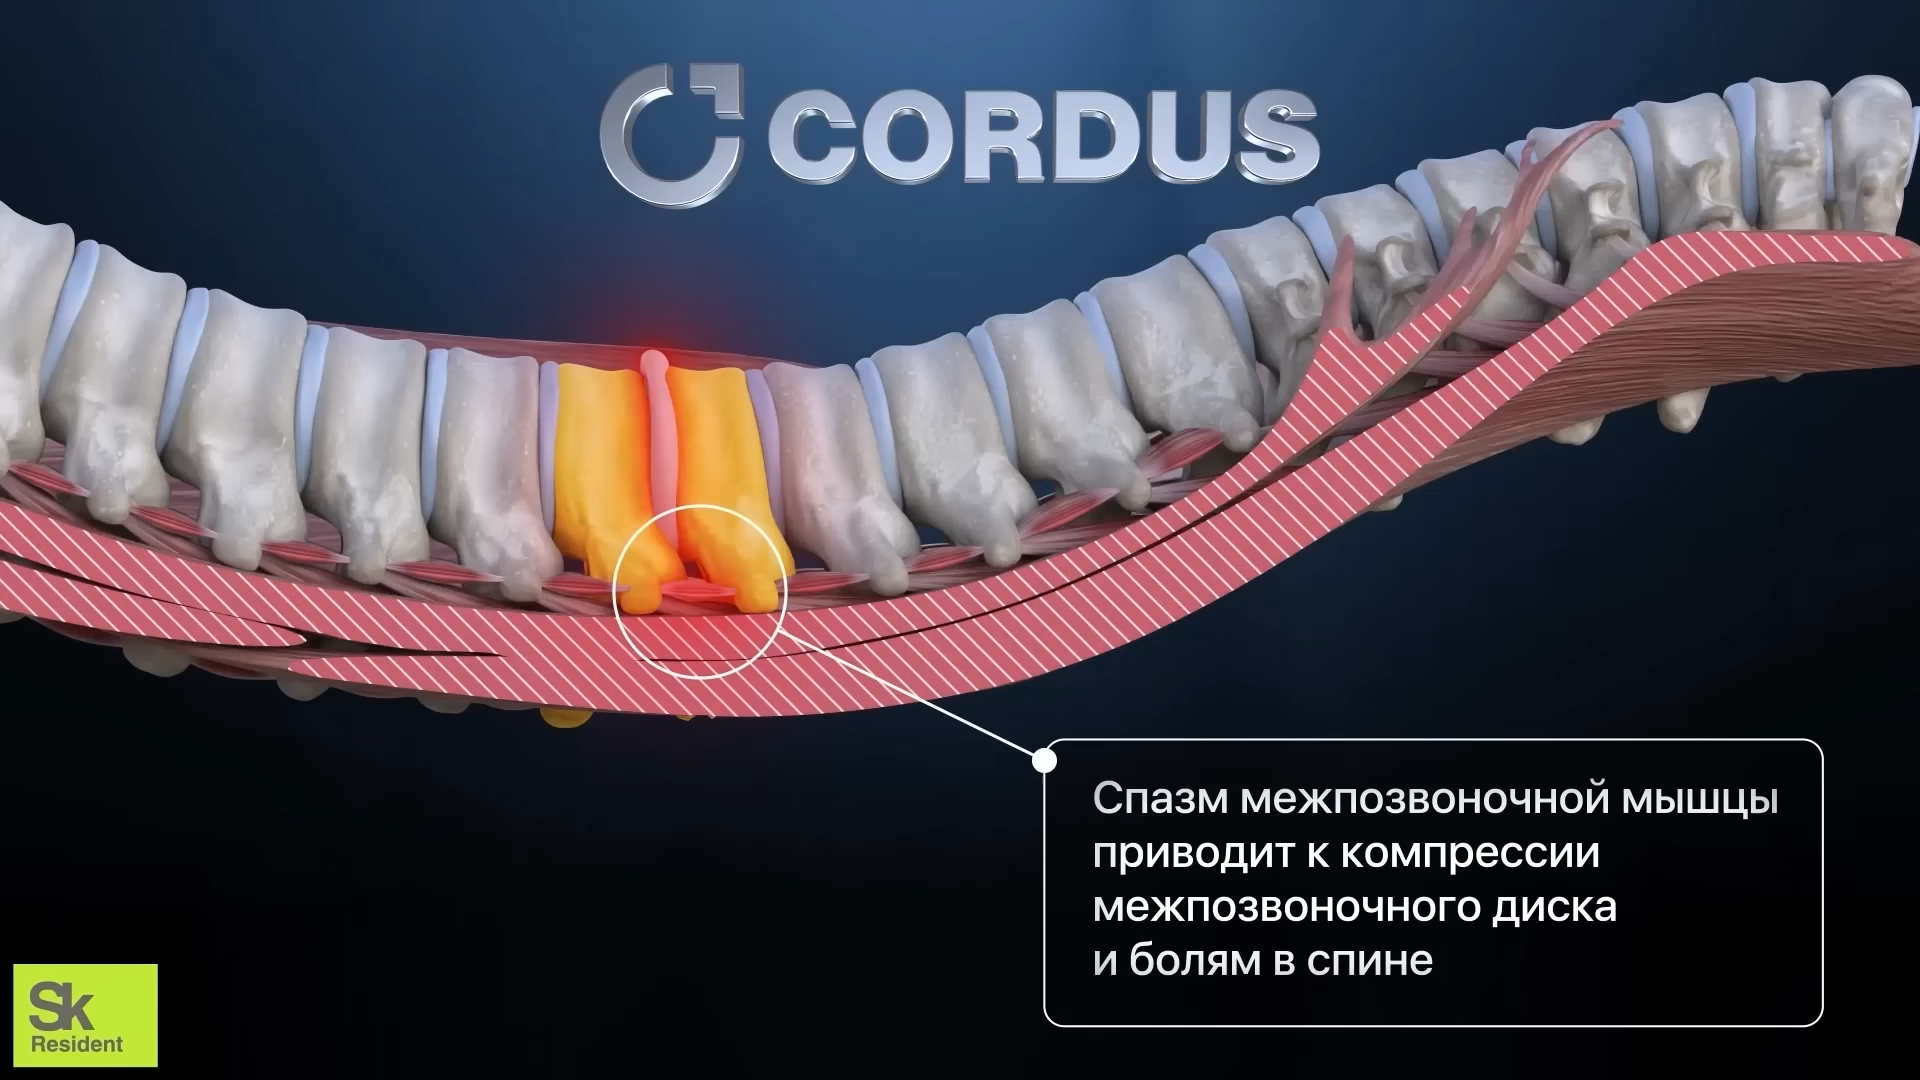 CORDUS
Спазм межпозвоночной мышцы
приводит к компрессии
межпозвоночного диска
и болям в спине
Sk
Resident